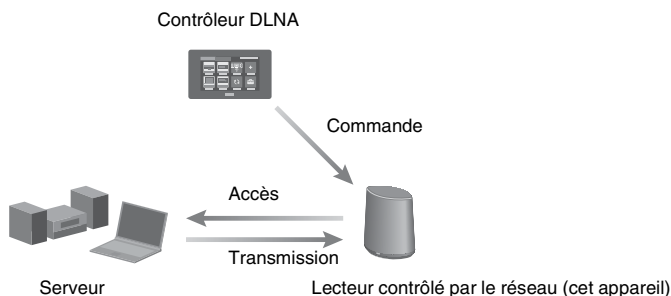 Contrôleur DLNA
Commande
Accès
Transmission
Serveur
Lecteur contrôlé par le réseau (cet appareil)